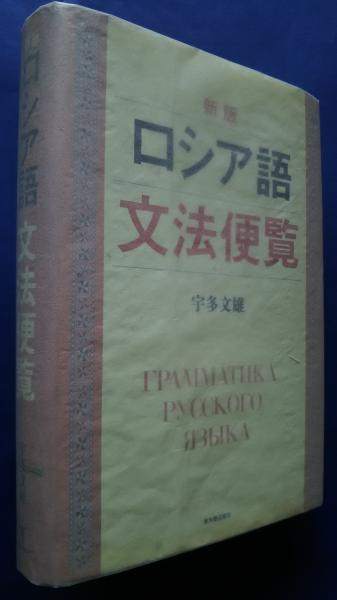 新版
ロシア語
文法便覧
宇多文雄
ГРАММАТИКА
РУССКОГО
ЯЗЫКА
ロシア語 文法便覧